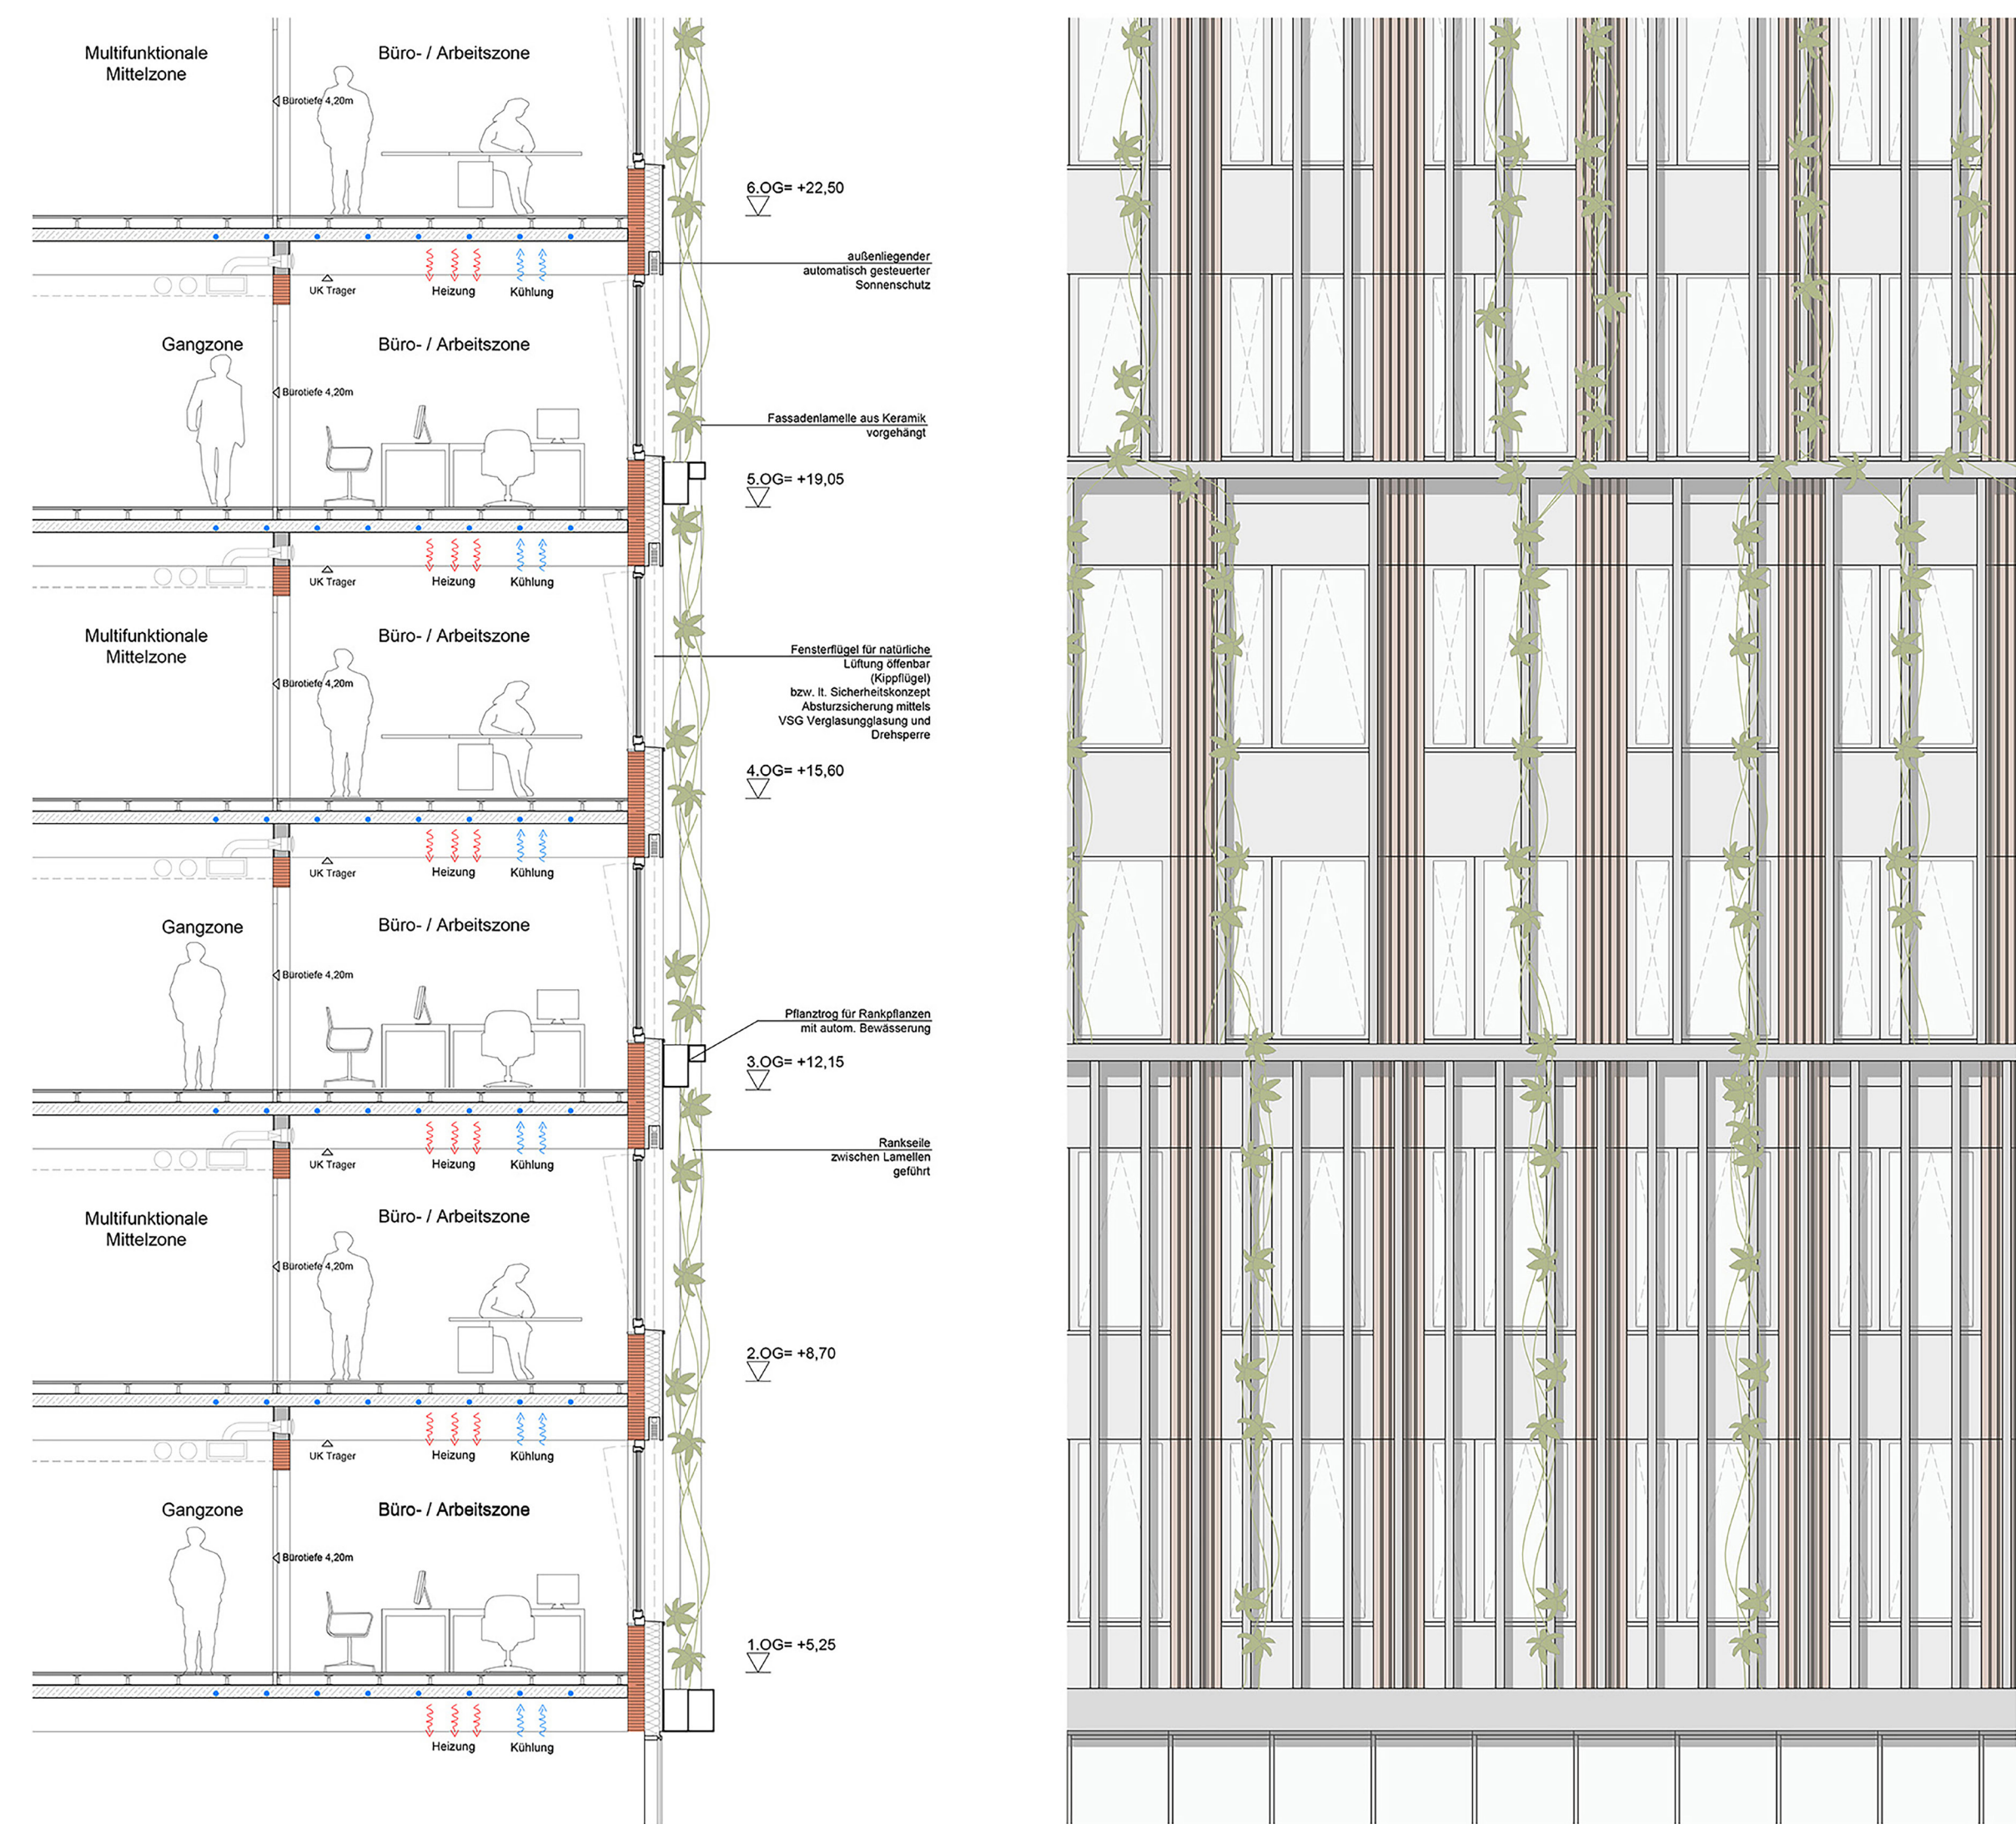 Multifunktionale
Mittelzone
Büro- / Arbeitszone
Bürotiefe 4,20m
6.OG= +22,50
außenliegender
automatisch gesteuerter
Sonnenschutz
UK Träger
Heizung
Kühlung
Gangzone
Büro- / Arbeitszone
Bürotiefe 4,20m
Fassadenlamelle aus Keramik
vorgehängt
5.OG= +19,05
UK Träger
Heizung
Kühlung
Multifunktionale
Mittelzone
Büro- / Arbeitszone
Bürotiefe 4,20m
Fensterflügel für natürliche
Lüftung öffenbar
(Kippflügel)
bzw. lt. Sicherheitskonzept
Absturzsicherung mittels
VSG Verglasungglasung und
Drehsperre
4.OG= +15,60
UK Träger
Heizung
Kühlung
Gangzone
Büro- / Arbeitszone
Bürotiefe 4,20m
Pflanztrog für Rankpflanzen
mit autom. Bewässerung
3.OG= +12,15
UK Träger
Heizung
Kühlung
Rankseile
zwischen Lamellen
geführt
Multifunktionale
Mittelzone
Büro- / Arbeitszone
Bürotiefe 4,20m
2.OG= +8,70
UK Träger
Heizung
Kühlung
Gangzone
Büro- / Arbeitszone
Bürotiefe 4,20m
1.OG= +5,25
Heizung
Kühlung